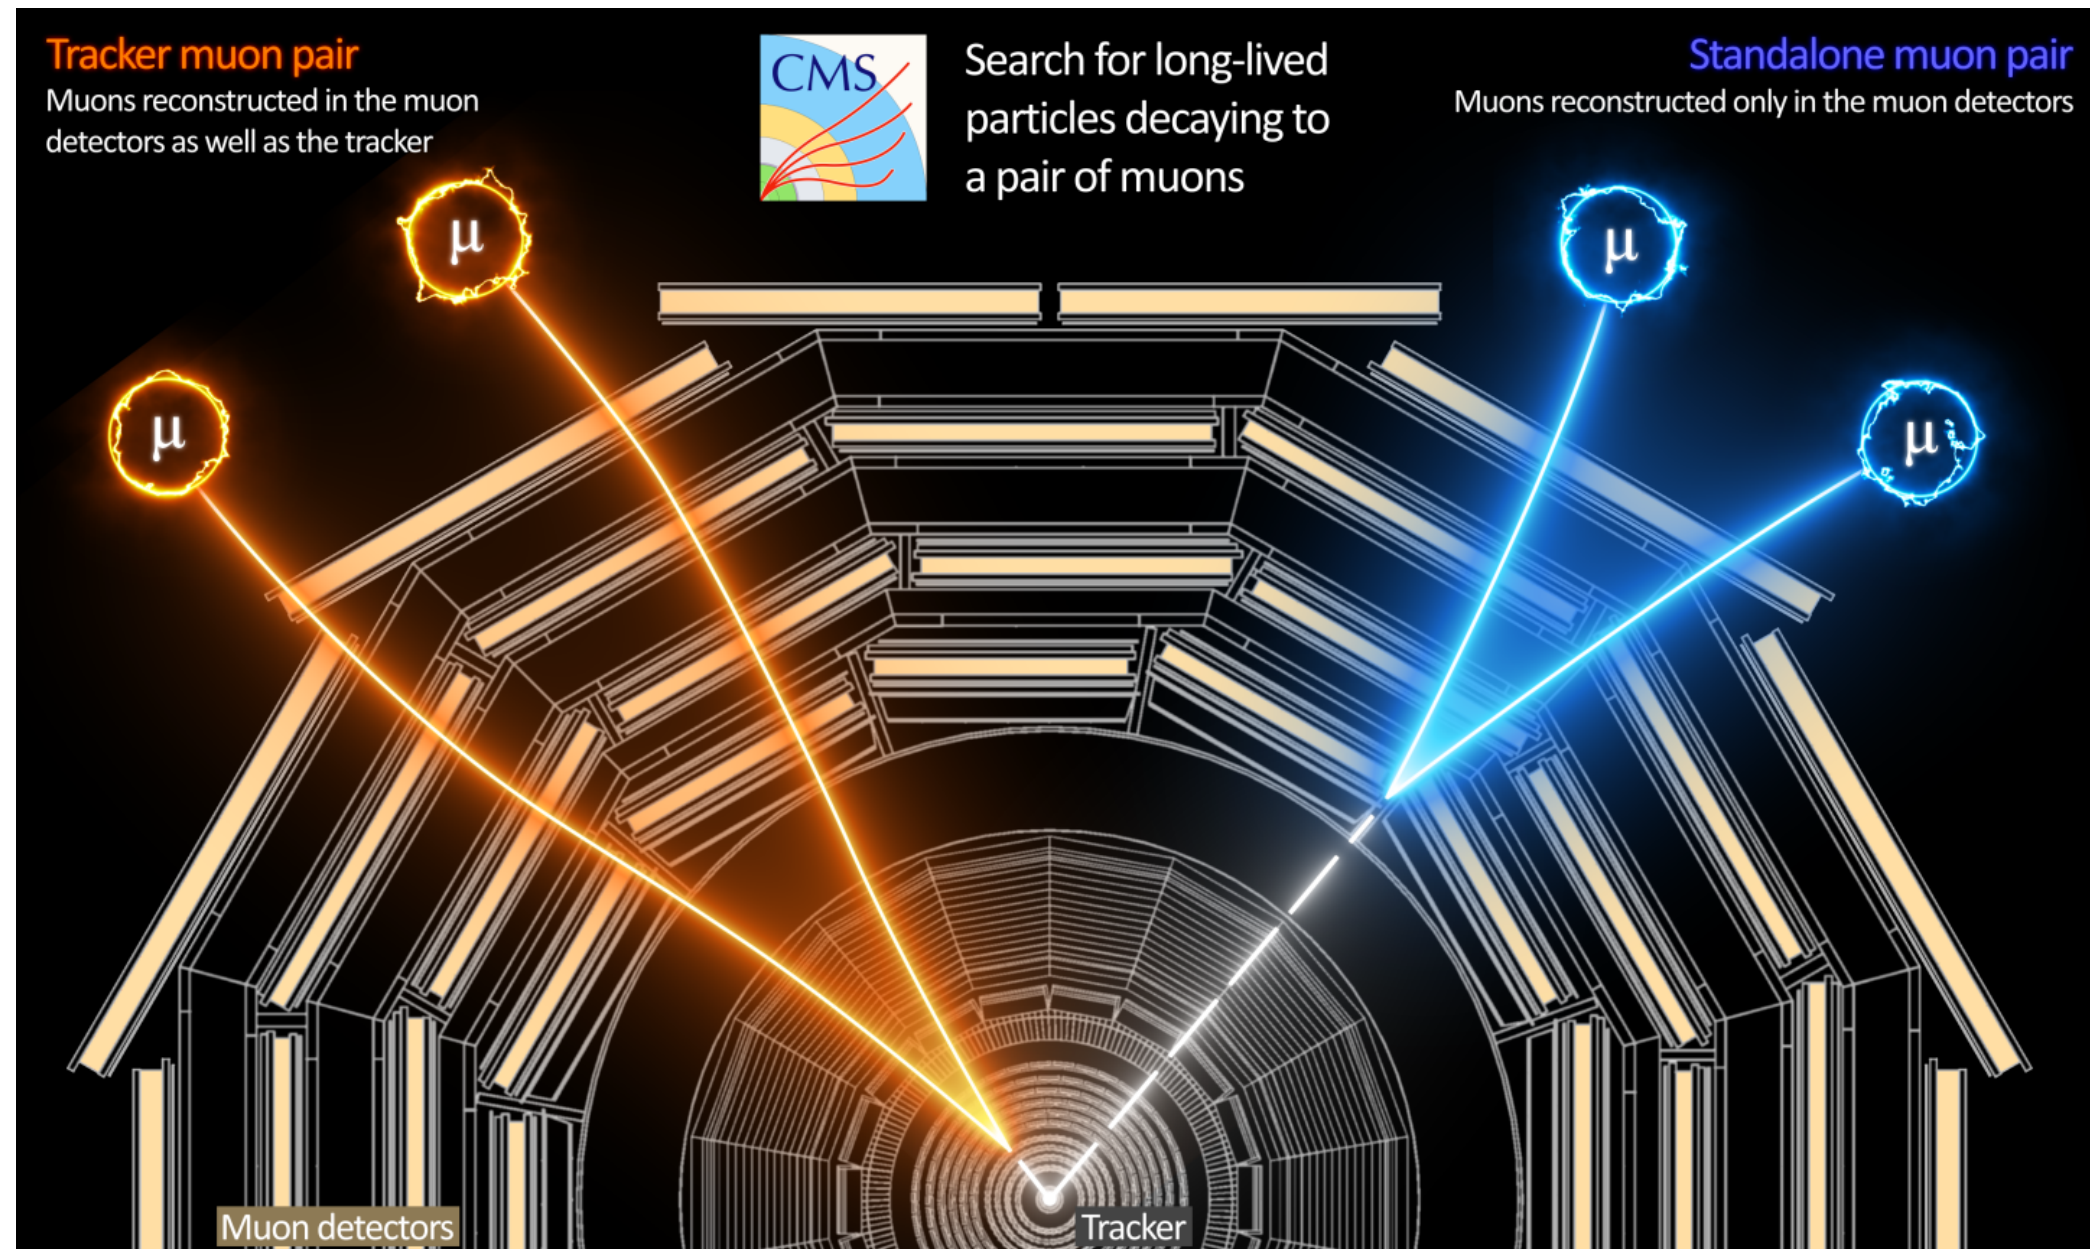 Tracker muon pair
Muons reconstructed in the muon
detectors as well as the tracker
CMS
Search for long-lived
particles decaying to
a pair of muons
Standalone muon pair
Muons reconstructed only in the muon detectors
μ
μ
μ
μ
Muon detectors
Tracker